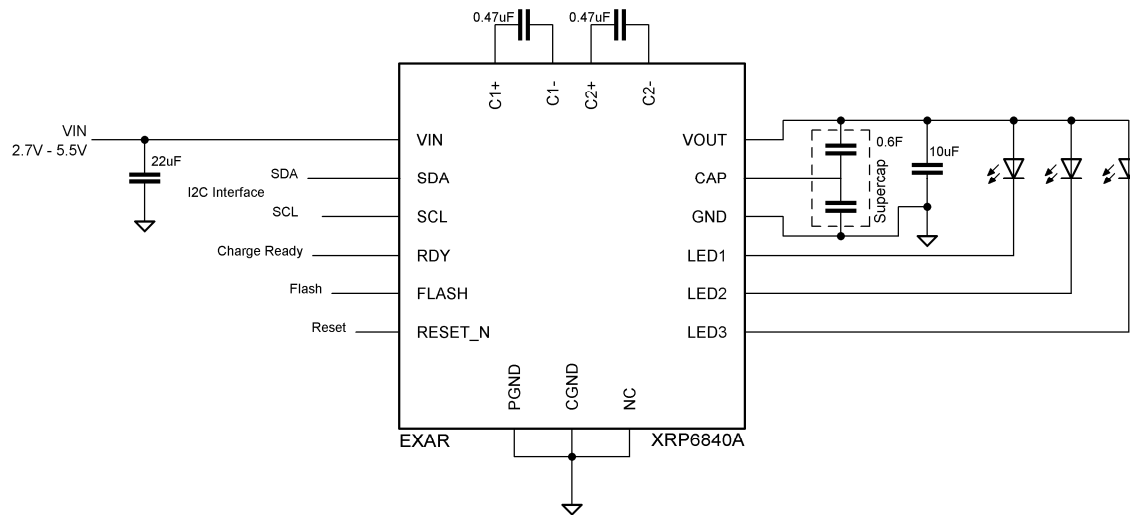 0.47uF
0.47uF
C1+
C1-
C2+
C2-
VIN
2.7V - 5.5V
22uF
SDA
I2C Interface
SCL
Charge Ready
Flash
Reset
VIN
SDA
SCL
RDY
FLASH
RESET_N
VOUT
CAP
GND
LED1
LED2
LED3
PGND
CGND
NC
EXAR
XRP6840A
0.6F
Supercap
10uF